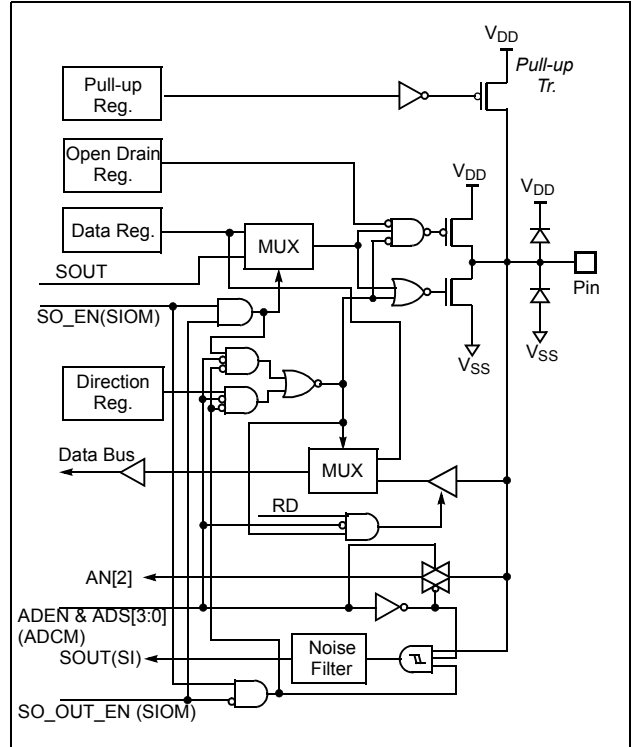 VDD
Pull-up
Tr.
Pull-up
Reg.
Open Drain
Reg.
VDD
VDD
Data Reg.
MUX
SOUT
Pin
SO_EN(SIOM)
VSS
VSS
Direction
Reg.
Data Bus
MUX
RD
AN[2]
ADEN & ADS[3:0]
(ADCM)
Noise
Filter
SOUT(SI)
SO_OUT_EN (SIOM)